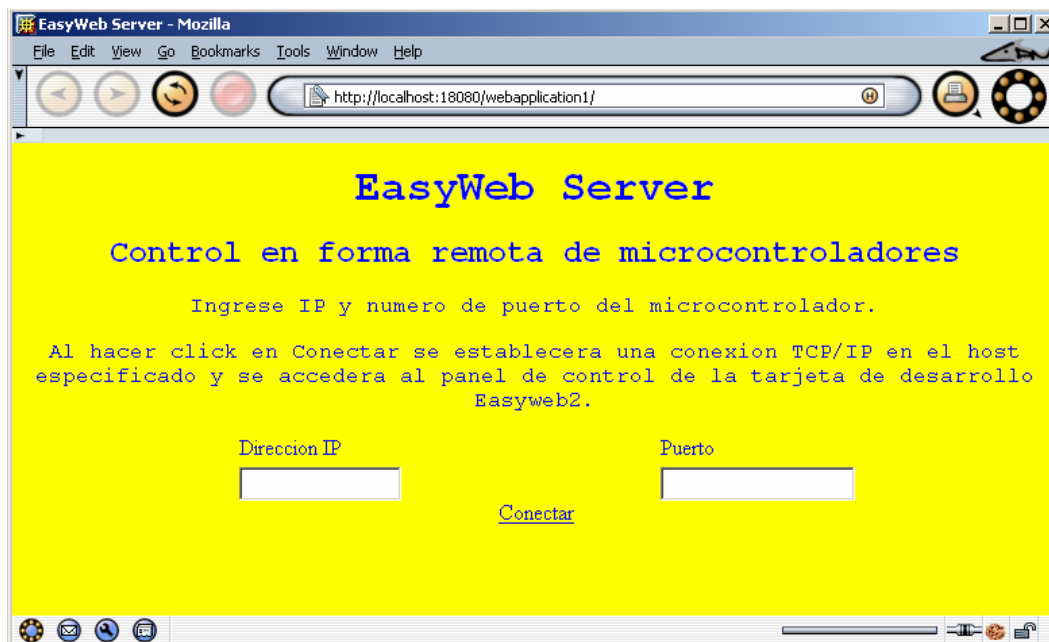 EasyWeb Server - Mozilla
File Edit View Go Bookmarks Tools Window Help
http://localhost:18080/webapplication1/
EasyWeb Server
Control en forma remota de microcontroladores
Ingrese IP y numero de puerto del microcontrolador.
Al hacer click en Conectar se establecera una conexion TCP/IP en el host
especificado y se accedera al panel de control de la tarjeta de desarrollo
Easyweb2.
Direccion IP Puerto
Conectar